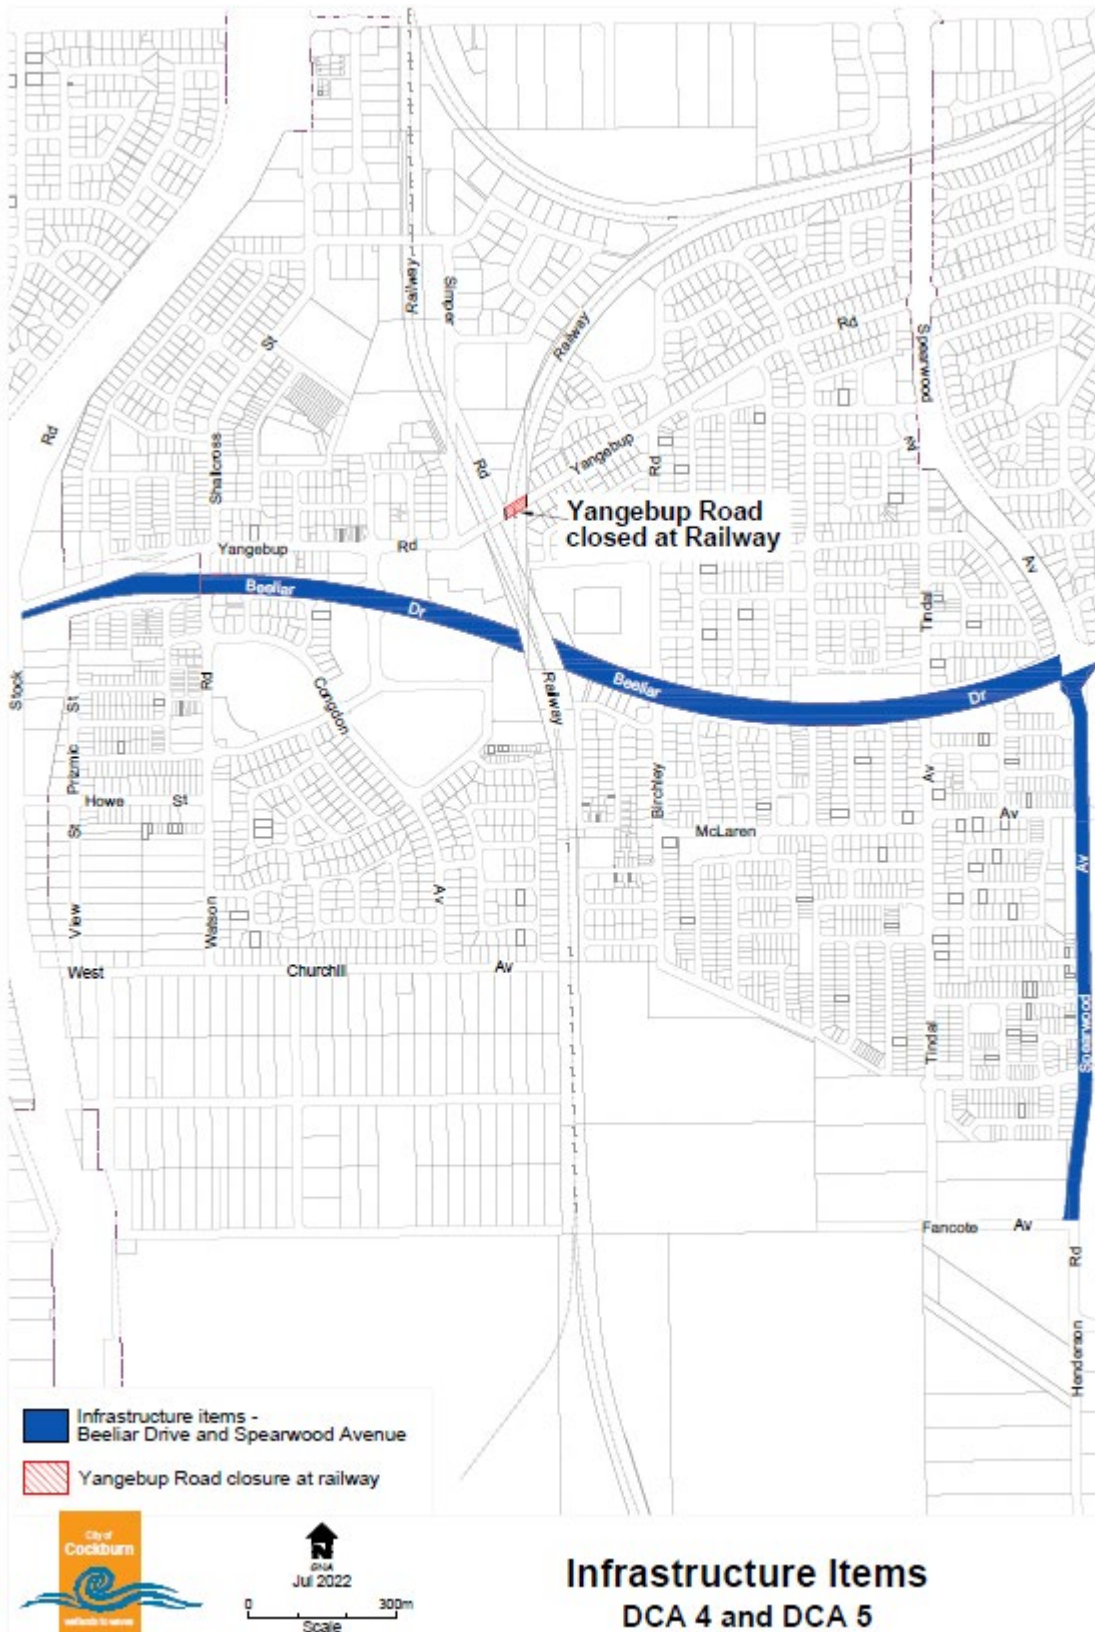 Railway
Simper
St
Railway
Rd
Spearwood
Rd
Shallcross
Rd
Yangebup
Rd
Av
Yangebup Road
closed at Railway
Yangebup
Rd
Av
Beeliar
Dr
Tindal
Stock
St
Rd
Congdon
Railway
Beeliar
Dr
Prizmic
Howe
St
St
Birchley
McLaren
Av
Av
Av
View
Watson
Av
West
Churchill
Av
Spearwood
Tindal
Fancote
Av
Rd
Henderson
Infrastructure items -
Beeliar Drive and Spearwood Avenue
Yangebup Road closure at railway
City of
Cockburn
wetlands to waves
N
Jul 2022
0 300m
Scale
Infrastructure Items
DCA 4 and DCA 5